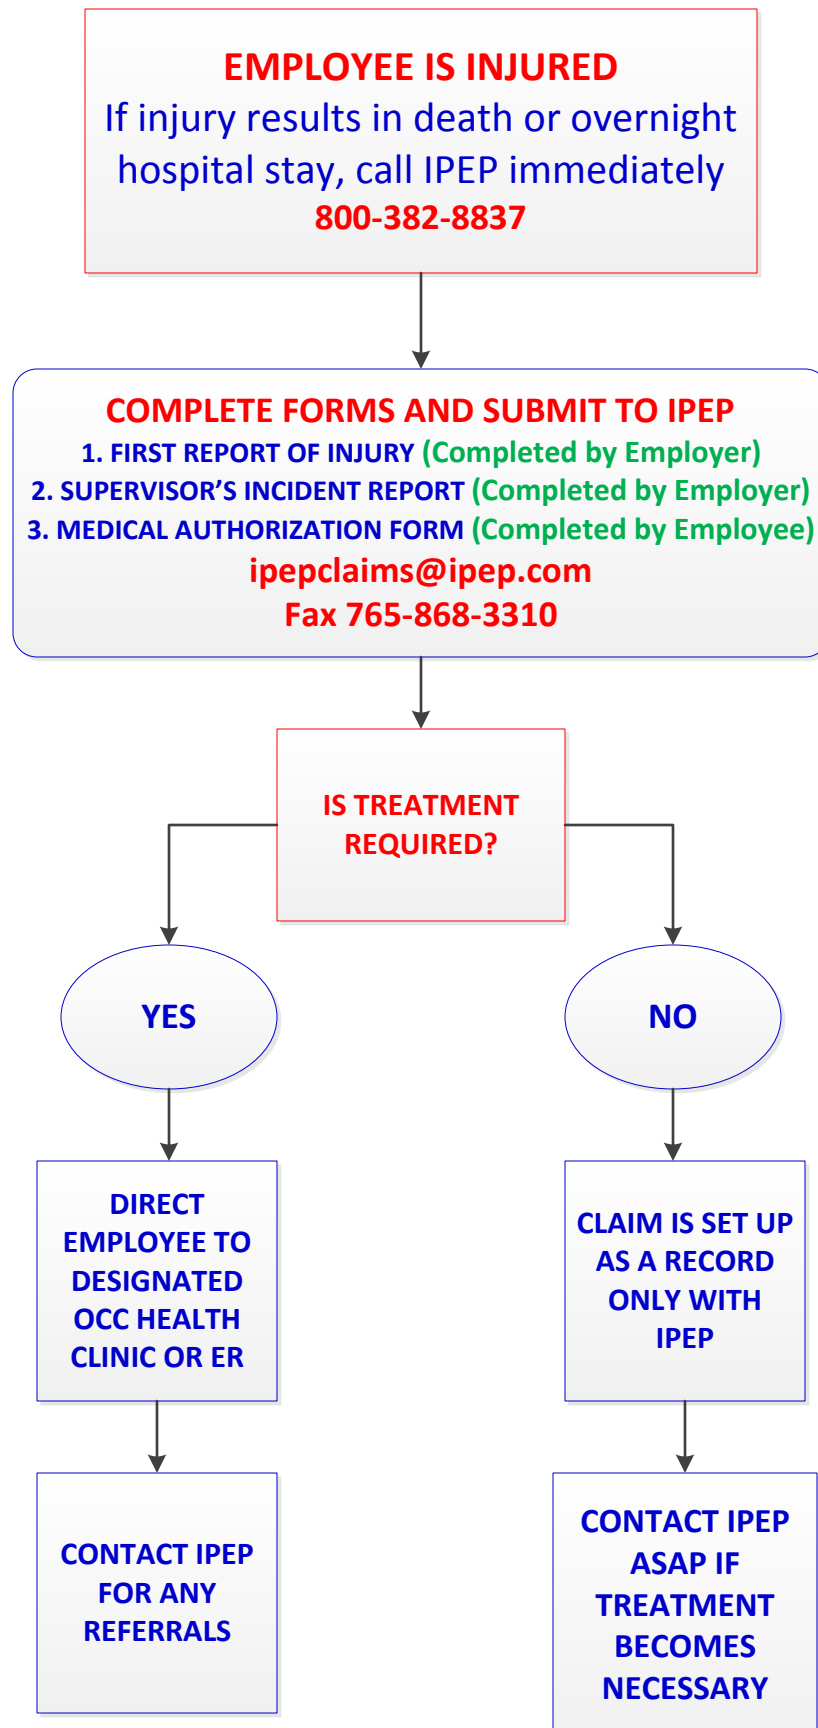 EMPLOYEE IS INJURED
If injury results in death or overnight
hospital stay, call IPEP immediately
800-382-8837
COMPLETE FORMS AND SUBMIT TO IPEP
1. FIRST REPORT OF INJURY (Completed by Employer)
2. SUPERVISOR'S INCIDENT REPORT (Completed by Employer)
3. MEDICAL AUTHORIZATION FORM (Completed by Employee)
ipepclaims@ipep.com
Fax 765-868-3310
IS TREATMENT
REQUIRED?
YES
NO
DIRECT
EMPLOYEE TO
DESIGNATED
OCC HEALTH
CLINIC OR ER
CLAIM IS SET UP
AS A RECORD
ONLY WITH
IPEP
CONTACT IPEP
FOR ANY
REFERRALS
CONTACT IPEP
ASAP IF
TREATMENT
BECOMES
NECESSARY